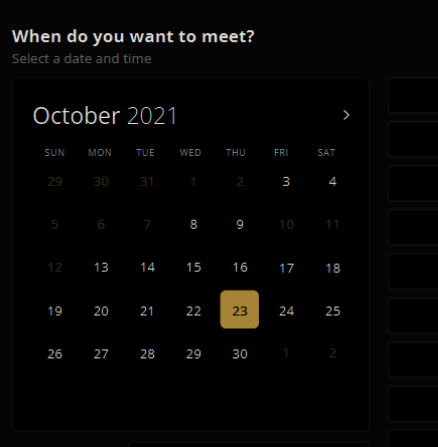 When do you want to meet?
Select a date and time
October 2021
SUN MON TUE WED THU FRI SAT
29 30 31 1 2 3 4
5 6 7 8 9 10 11
12 13 14 15 16 17 18
19 20 21 22 23 24 25
26 27 28 29 30 1 2